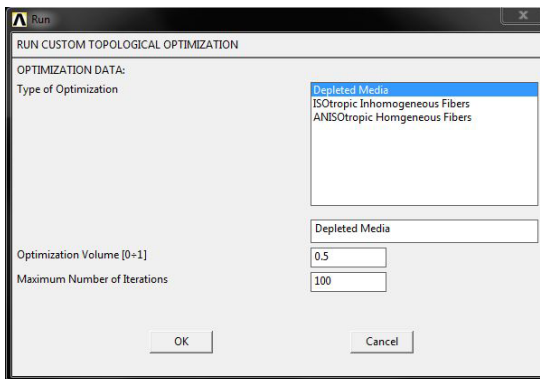 Run
RUN CUSTOM TOPOLOGICAL OPTIMIZATION
OPTIMIZATION DATA:
Type of Optimization
Depleted Media
ISOtropic Inhomogeneous Fibers
ANISOtropic Homgeneous Fibers
Depleted Media
Optimization Volume [0÷1]
0.5
Maximum Number of Iterations
100
OK
Cancel